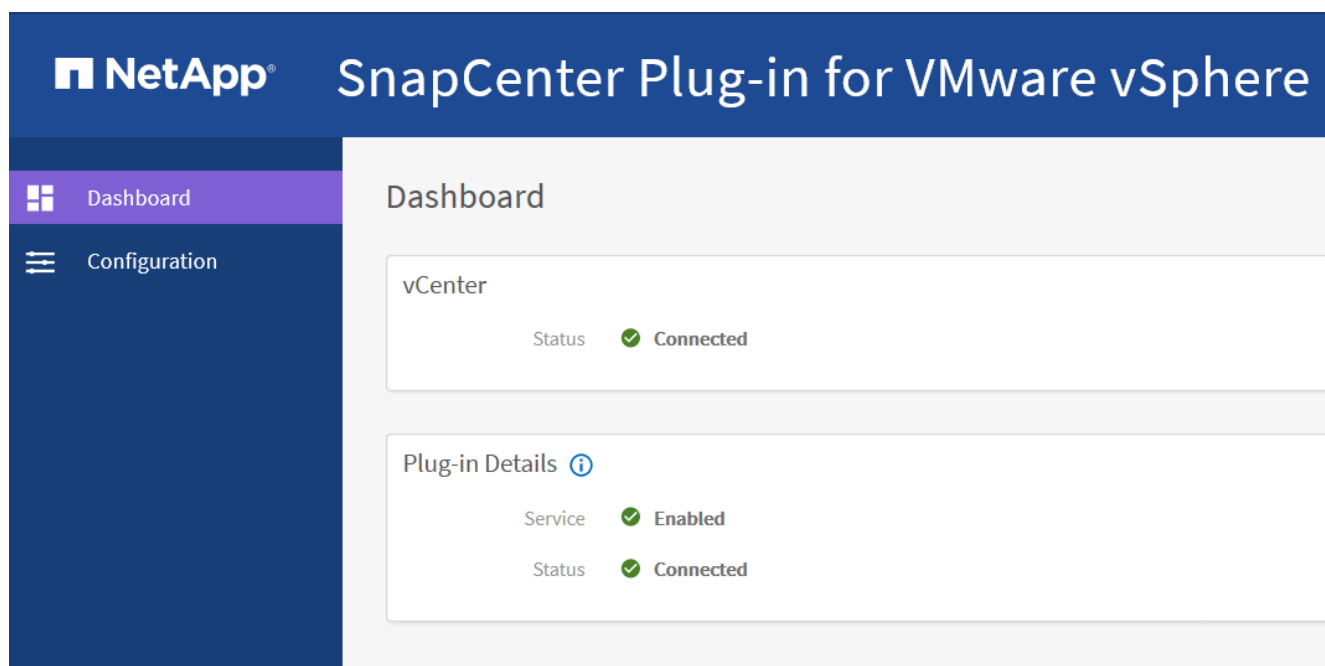 NetApp® SnapCenter Plug-in for VMware vSphere
Dashboard
Configuration
Dashboard
vCenter
Status Connected
Plug-in Details
Service Enabled
Status Connected